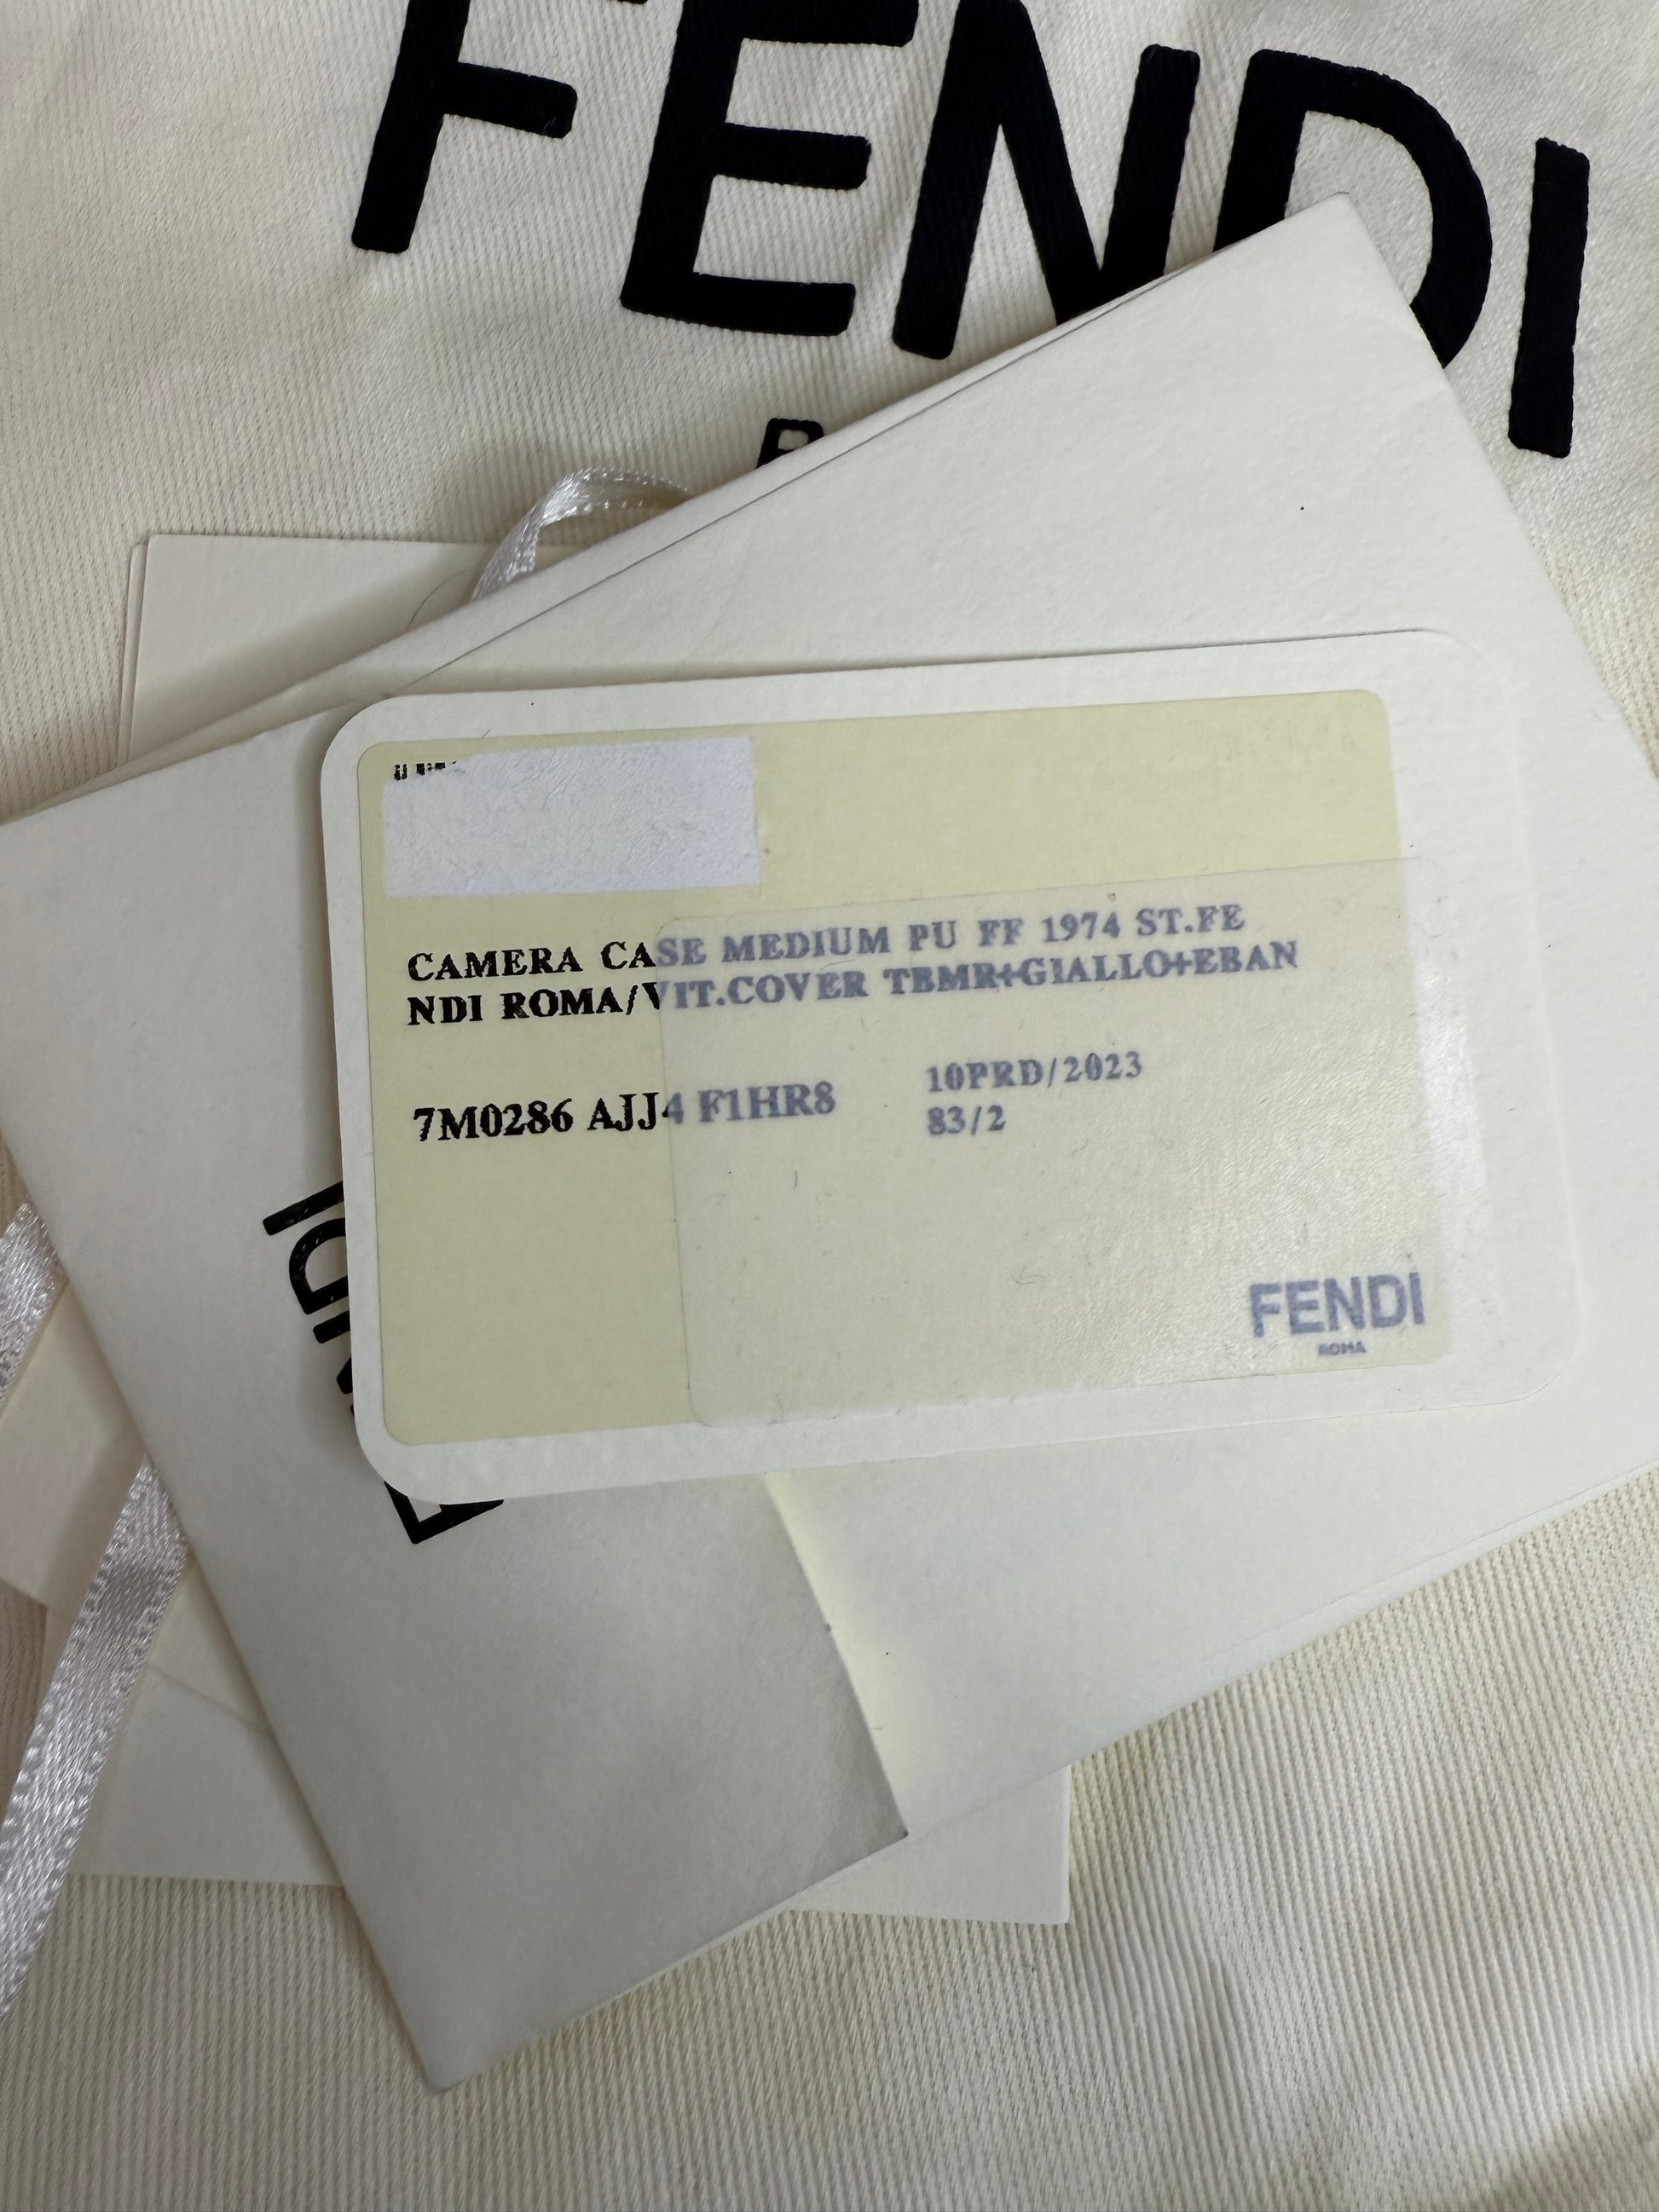 FENDI
CAMERA CASE MEDIUM PU FF 1974 ST.FE
NDI ROMA/VIT.COVER TBMR+GIALLO+EBAN
7M0286 AJJ4 F1HR8
10PRD/2023
83/2
FENDI
ROMA